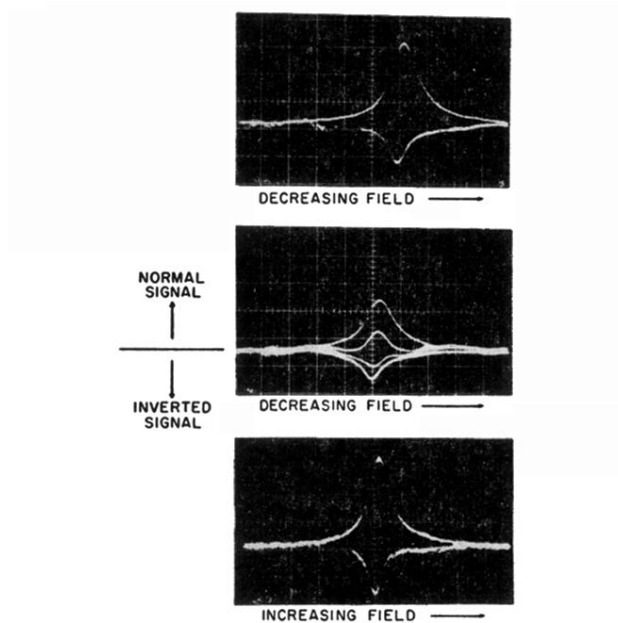 DECREASING FIELD
NORMAL
SIGNAL
INVERTED
SIGNAL
DECREASING FIELD
INCREASING FIELD